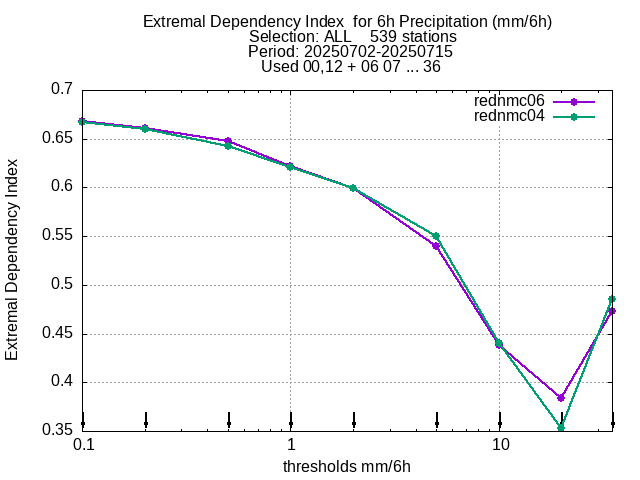 Extremal Dependency Index  for 6h Precipitation (mm/6h)
Selection: ALL    539 stations
Period: 20250702-20250715
Used 00,12 + 06 07 ... 36
rednmc06
rednmc04
0.7
0.65
0.6
0.55
0.5
0.45
0.4
0.35
Extremal Dependency Index
0.1 1 10
thresholds mm/6h